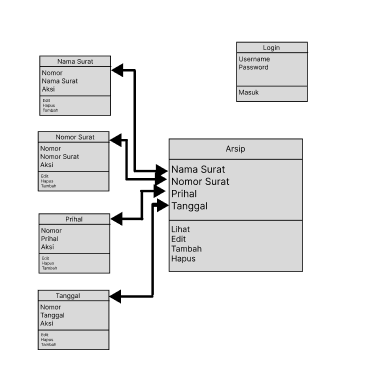 Nama Surat
Nomor
Nama Surat
Aksi
Edit
Hapus
Tambah
Login
Username
Password
Masuk
Nomor Surat
Nomor
Nomor Surat
Aksi
Edit
Hapus
Tambah
Arsip
Nama Surat
Nomor Surat
Prihal
Tanggal
Lihat
Edit
Tambah
Hapus
Prihal
Nomor
Prihal
Aksi
Edit
Hapus
Tambah
Tanggal
Nomor
Tanggal
Aksi
Edit
Hapus
Tambah